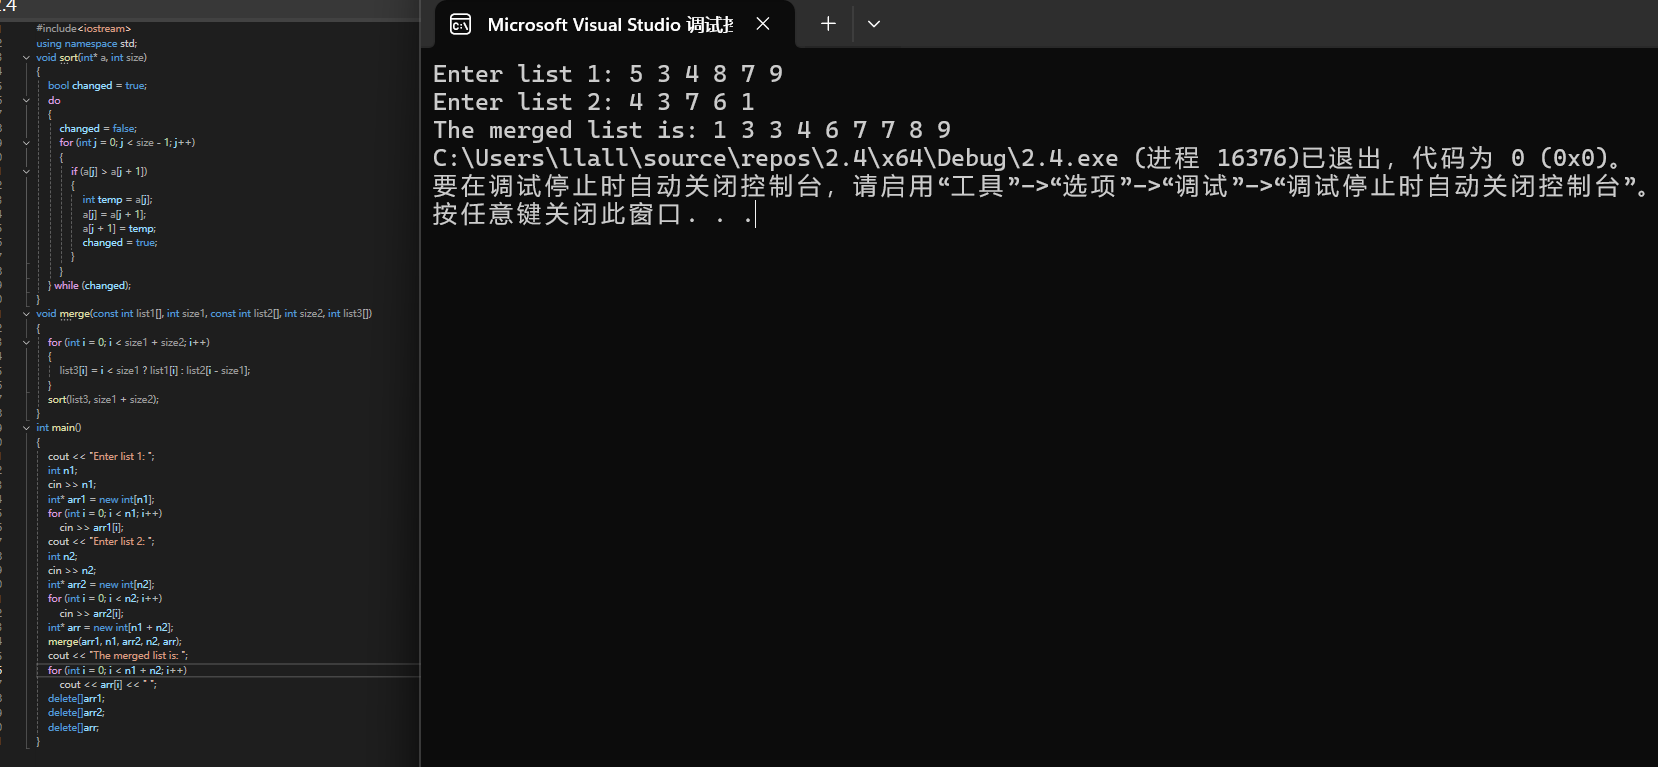 2.4
#include<iostream>
using namespace std;
void sort(int* a, int size)
{
bool changed = true;
do
{
changed = false;
for (int j = 0; j < size - 1; j++)
{
if (a[j] > a[j + 1])
{
int temp = a[j];
a[j] = a[j + 1];
a[j + 1] = temp;
changed = true;
}
}
} while (changed);
}
void merge(const int list1[], int size1, const int list2[], int size2, int list3[])
{
for (int i = 0; i < size1 + size2; i++)
{
list3[i] = i < size1 ? list1[i] : list2[i - size1];
}
sort(list3, size1 + size2);
}
int main()
{
cout << "Enter list 1: ";
int n1;
cin >> n1;
int* arr1 = new int[n1];
for (int i = 0; i < n1; i++)
cin >> arr1[i];
cout << "Enter list 2: ";
int n2;
cin >> n2;
int* arr2 = new int[n2];
for (int i = 0; i < n2; i++)
cin >> arr2[i];
int* arr = new int[n1 + n2];
merge(arr1, n1, arr2, n2, arr);
cout << "The merged list is: ";
for (int i = 0; i < n1 + n2; i++)
cout << arr[i] << " ";
delete[]arr1;
delete[]arr2;
delete[]arr;
}
Microsoft Visual Studio 调试
Enter list 1: 5 3 4 8 7 9
Enter list 2: 4 3 7 6 1
The merged list is: 1 3 3 4 6 7 7 8 9
C:\Users\llall\source\repos\2.4\x64\Debug\2.4.exe (进程 16376)已退出，代码为 0 (0x0)。
要在调试停止时自动关闭控制台，请启用“工具”->“选项”->“调试”->“调试停止时自动关闭控制台”。
按任意键关闭此窗口. . .